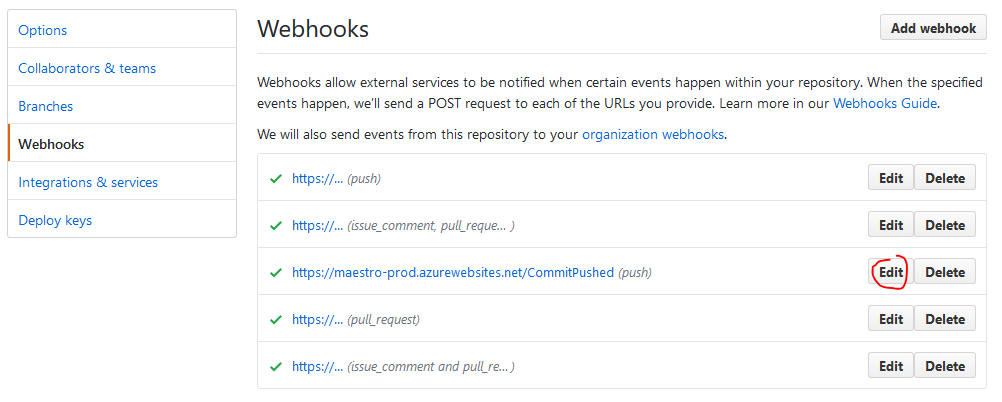 Options
Collaborators & teams
Branches
Webhooks
Integrations & services
Deploy keys
Webhooks
Add webhook
Webhooks allow external services to be notified when certain events happen within your repository. When the specified
events happen, we'll send a POST request to each of the URLs you provide. Learn more in our Webhooks Guide.
We will also send events from this repository to your organization webhooks.
https://... (push) Edit Delete
https://... (issue_comment, pull_reque... ) Edit Delete
https://maestro-prod.azurewebsites.net/CommitPushed (push) Edit Delete
https://... (pull_request) Edit Delete
https://... (issue_comment and pull_re... ) Edit Delete